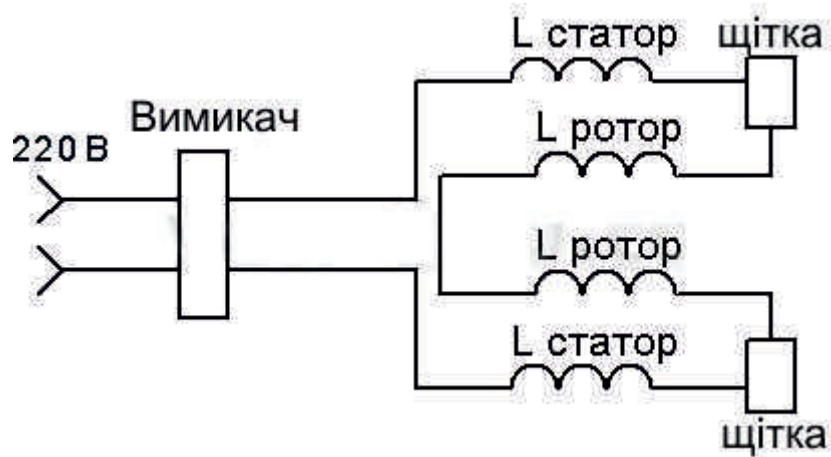 L статор
щітка
Вимикач
220 В
L ротор
L ротор
L статор
щітка